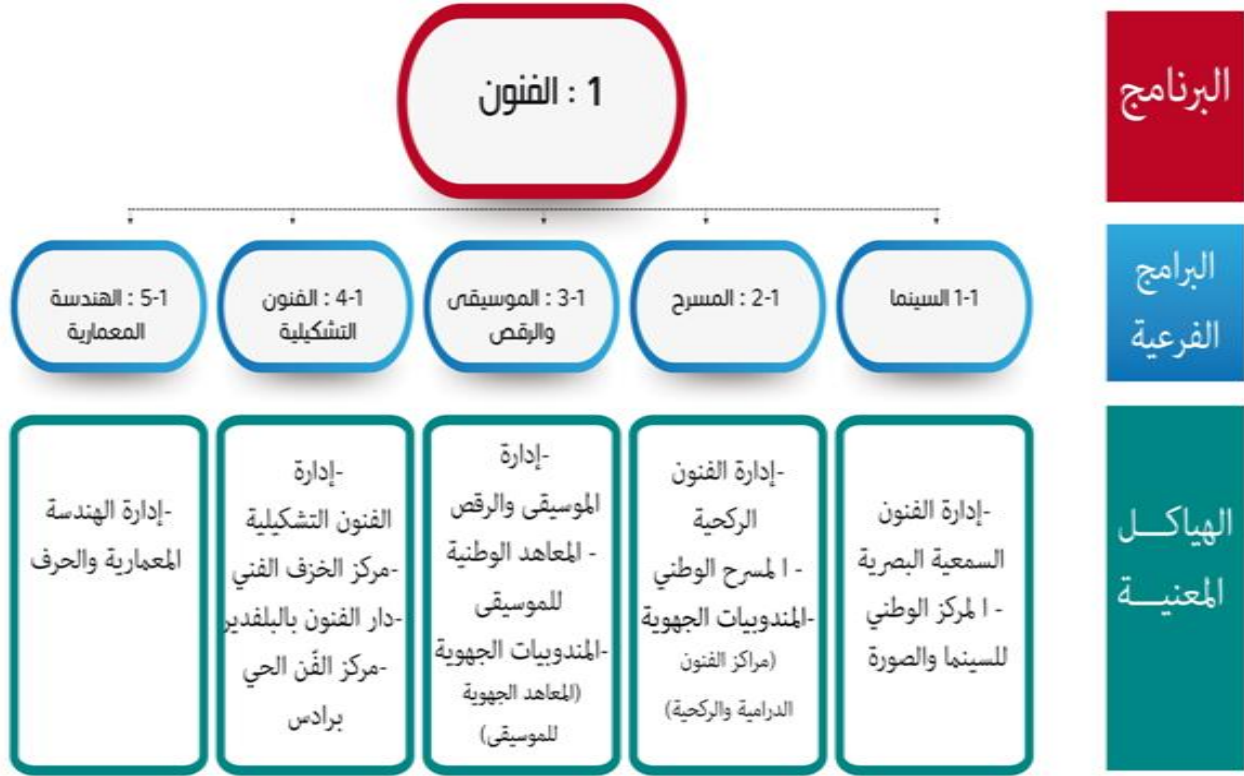 البرنامج
1 : الفنون
البرامج
الفرعية
1-1 السينما
2-1 : المسرح
3-1 : الموسيقى
والرقص
4-1 : الفنون
التشكيلية
5-1 : الهندسة
المعمارية
الهياكــل
المعنيــة
-إدارة الفنون
السمعية البصرية
- ا لمركز الوطني
للسينما والصورة
-إدارة الفنون
الركحية
- ا لمسرح الوطني
-المندوبيات الجهوية
(مراكز الفنون
الدرامية والركحية)
-إدارة
الموسيقى والرقص
- المعاهد الوطنية
للموسيقى
-المندوبيات الجهوية
(المعاهد الجهوية
للموسيقى)
-إدارة
الفنون التشكيلية
-مركز الخزف الفني
-دار الفنون بالبلفدير
-مركز الفّن الحي
برادس
-إدارة الهندسة
المعمارية والحرف